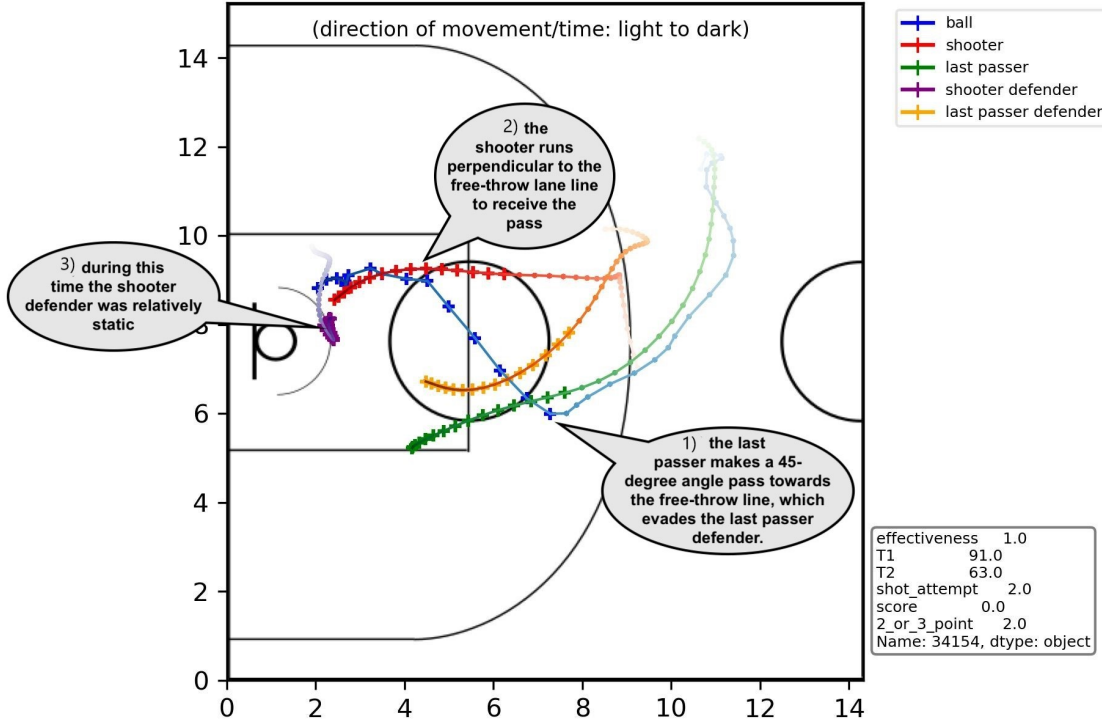 (direction of movement/time: light to dark)
ball
shooter
last passer
shooter defender
last passer defender
14
12
10
8
6
4
2
0
0
2
4
6
8
10
12
14
2) the
shooter runs
perpendicular to the
free-throw lane line
to receive the
pass
3) during this
time the shooter
defender was relatively
static
1) the last
passer makes a 45-
degree angle pass towards
the free-throw line, which
evades the last passer
defender.
effectiveness 1.0
T1 91.0
T2 63.0
shot_attempt 2.0
score 0.0
2_or_3_point 2.0
Name: 34154, dtype: object